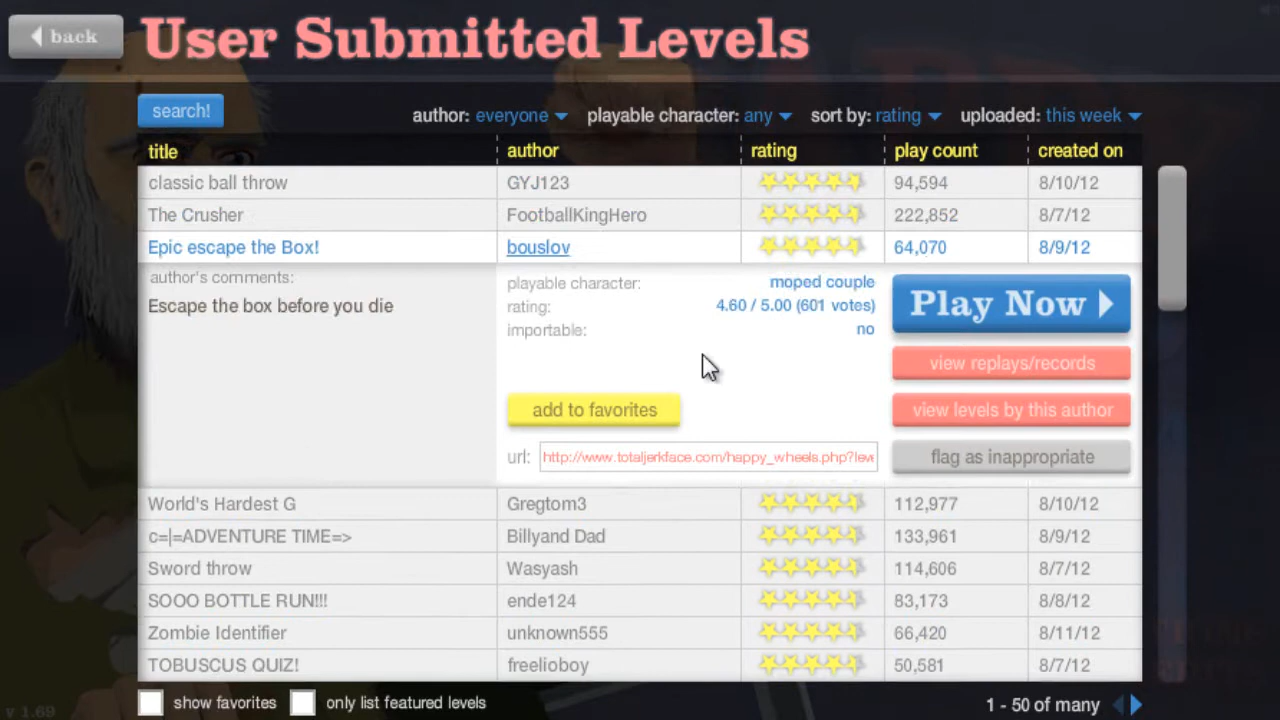 back
User Submitted Levels
search!
author: everyone playable character: any sort by: rating uploaded: this week
title author rating play count created on
classic ball throw GYJ123 94,594 8/10/12
The Crusher FootballKingHero 222,852 8/7/12
Epic escape the Box! bouslov 64,070 8/9/12
author's comments:
Escape the box before you die
playable character: moped couple
rating: 4.60 / 5.00 (601 votes)
importable: no
Play Now
view replays/records
add to favorites
view levels by this author
url: http://www.totaljerkface.com/happy_wheels.php?leve
flag as inappropriate
World's Hardest G Gregtom3 112,977 8/10/12
c=|=ADVENTURE TIME=> Billyand Dad 133,961 8/9/12
Sword throw Wasyash 114,606 8/7/12
SOOO BOTTLE RUN!!! ende124 83,173 8/8/12
Zombie Identifier unknown555 66,420 8/11/12
TOBUSCUS QUIZ! freelioboy 50,581 8/7/12
show favorites only list featured levels 1 - 50 of many
v 1.69